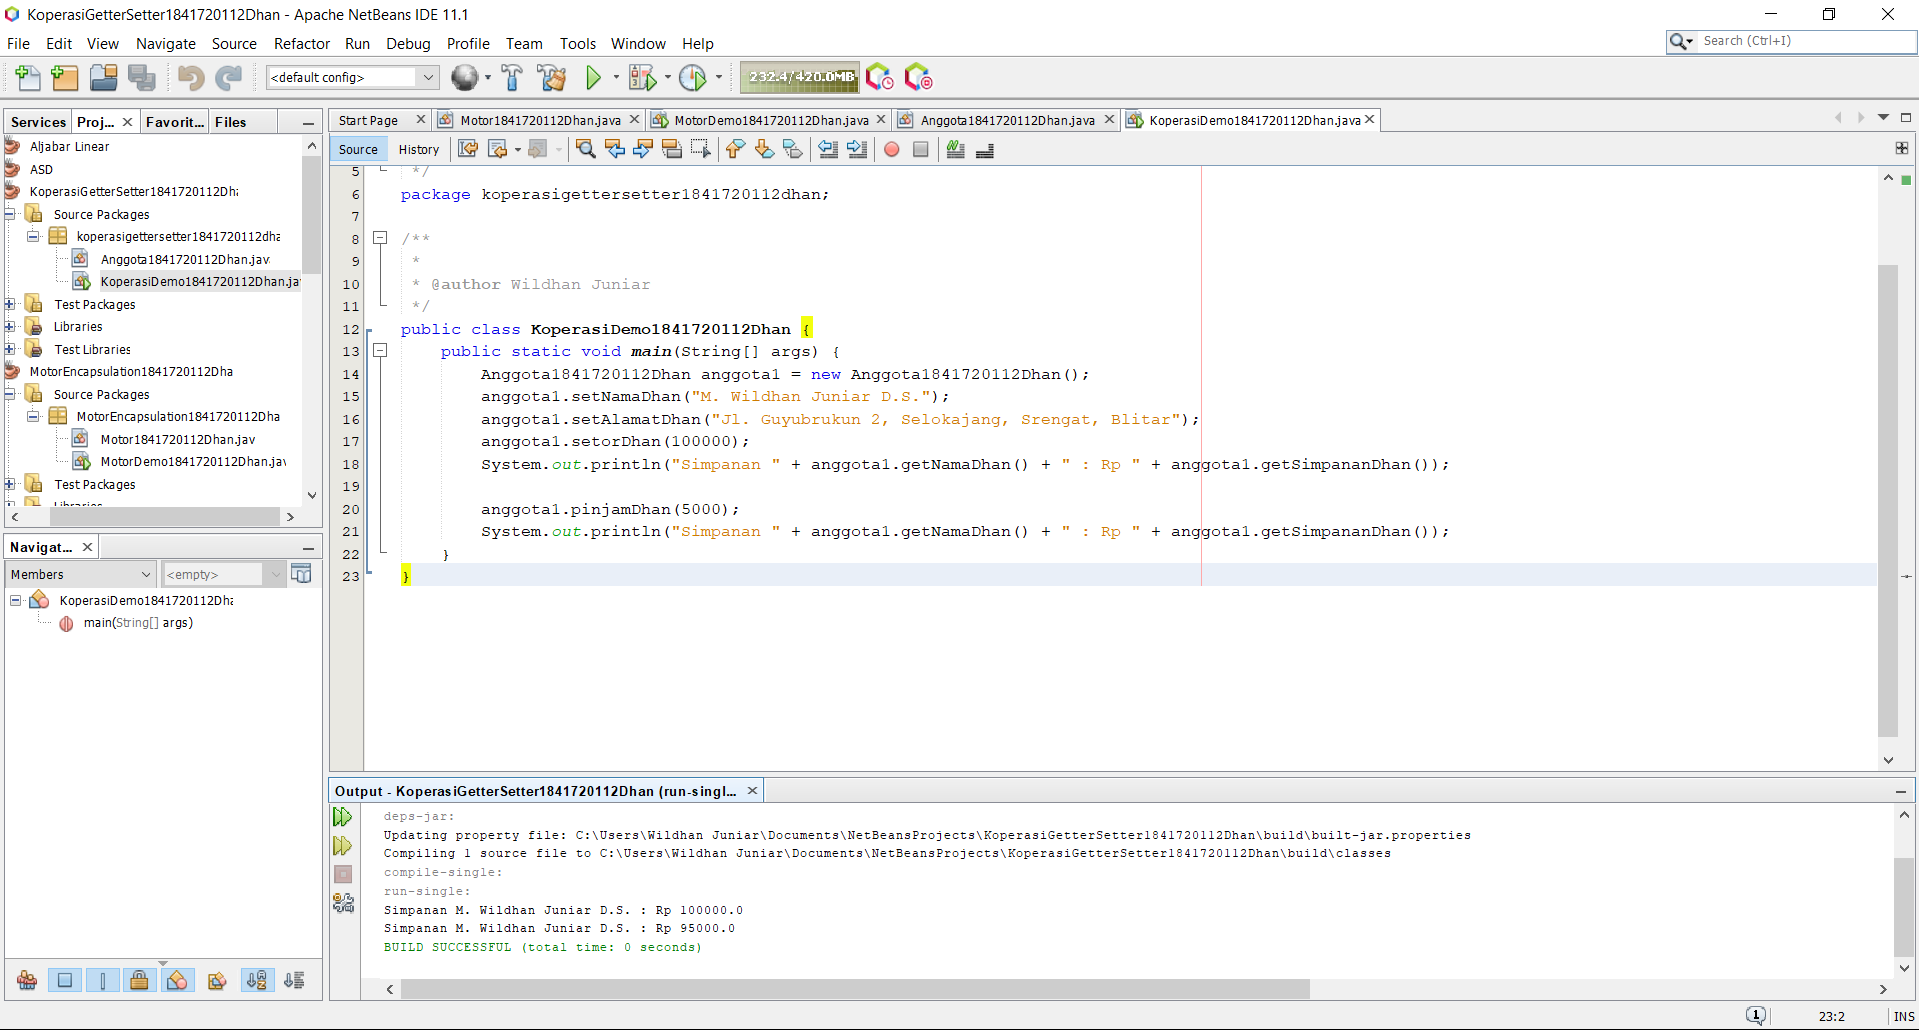 KoperasiGetterSetter1841720112Dhan - Apache NetBeans IDE 11.1
File Edit View Navigate Source Refactor Run Debug Profile Team Tools Window Help
Search (Ctrl+I)
<default config>
232.4/420.0MB
Services Proj... Favorit... Files
Aljabar Linear
ASD
KoperasiGetterSetter1841720112Dha
Source Packages
koperasigettersetter1841720112dha
Anggota1841720112Dhan.jav
KoperasiDemo1841720112Dhan.jav
Test Packages
Libraries
Test Libraries
MotorEncapsulation1841720112Dha
Source Packages
MotorEncapsulation1841720112Dha
Motor1841720112Dhan.jav
MotorDemo1841720112Dhan.jav
Test Packages
Libraries
Navigat...
Members <empty>
KoperasiDemo1841720112Dha
main(String[] args)
Start Page Motor1841720112Dhan.java MotorDemo1841720112Dhan.java Anggota1841720112Dhan.java KoperasiDemo1841720112Dhan.java
Source History
5 */
6 package koperasigettersetter1841720112dhan;
7
8 /**
9 *
10 * @author Wildhan Juniar
11 */
12 public class KoperasiDemo1841720112Dhan {
13 public static void main(String[] args) {
14 Anggota1841720112Dhan anggota1 = new Anggota1841720112Dhan();
15 anggota1.setNamaDhan("M. Wildhan Juniar D.S.");
16 anggota1.setAlamatDhan("Jl. Guyubrukun 2, Selokajang, Srengat, Blitar");
17 anggota1.setorDhan(100000);
18 System.out.println("Simpanan " + anggota1.getNamaDhan() + " : Rp " + anggota1.getSimpananDhan());
19
20 anggota1.pinjamDhan(5000);
21 System.out.println("Simpanan " + anggota1.getNamaDhan() + " : Rp " + anggota1.getSimpananDhan());
22 }
23 }
Output - KoperasiGetterSetter1841720112Dhan (run-singl...
deps-jar:
Updating property file: C:\Users\Wildhan Juniar\Documents\NetBeansProjects\KoperasiGetterSetter1841720112Dhan\build\built-jar.properties
Compiling 1 source file to C:\Users\Wildhan Juniar\Documents\NetBeansProjects\KoperasiGetterSetter1841720112Dhan\build\classes
compile-single:
run-single:
Simpanan M. Wildhan Juniar D.S. : Rp 100000.0
Simpanan M. Wildhan Juniar D.S. : Rp 95000.0
BUILD SUCCESSFUL (total time: 0 seconds)
1 23:2 INS